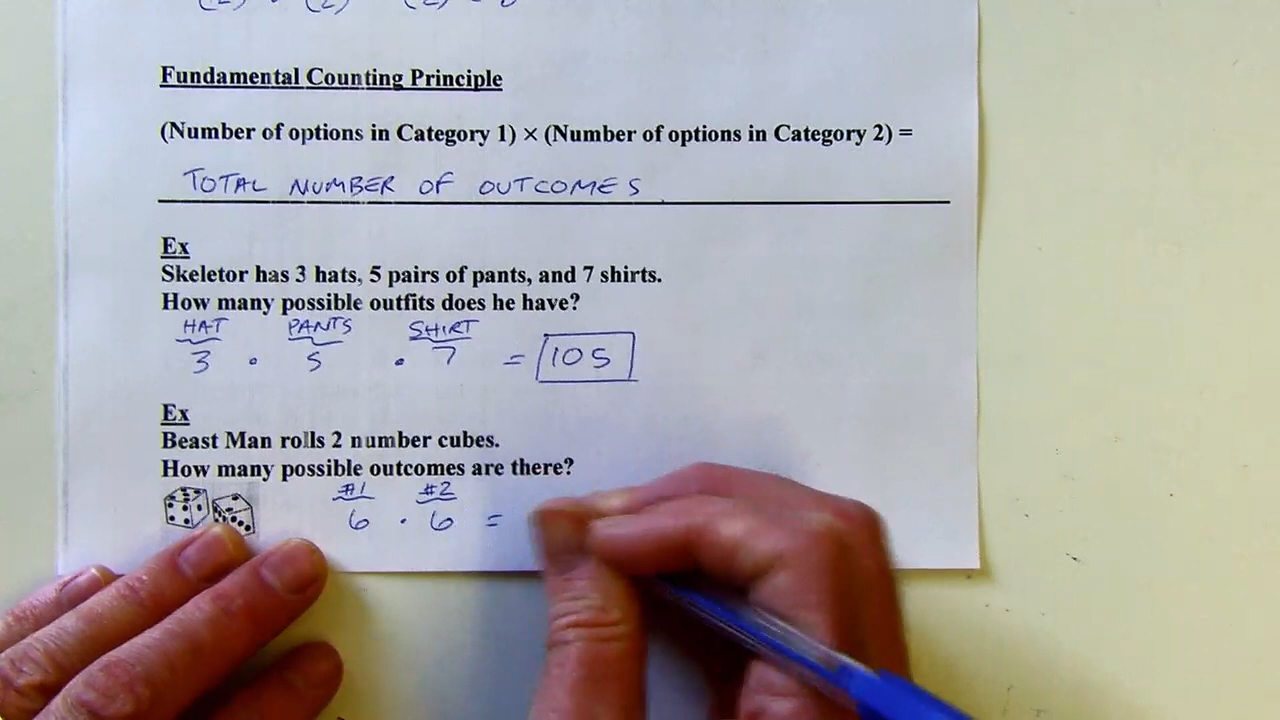 Fundamental Counting Principle
(Number of options in Category 1) × (Number of options in Category 2) =
TOTAL NUMBER OF OUTCOMES
Ex
Skeletor has 3 hats, 5 pairs of pants, and 7 shirts.
How many possible outfits does he have?
HAT PANTS SHIRT
3 · 5 · 7 = 105
Ex
Beast Man rolls 2 number cubes.
How many possible outcomes are there?
#1 #2
6 · 6 =